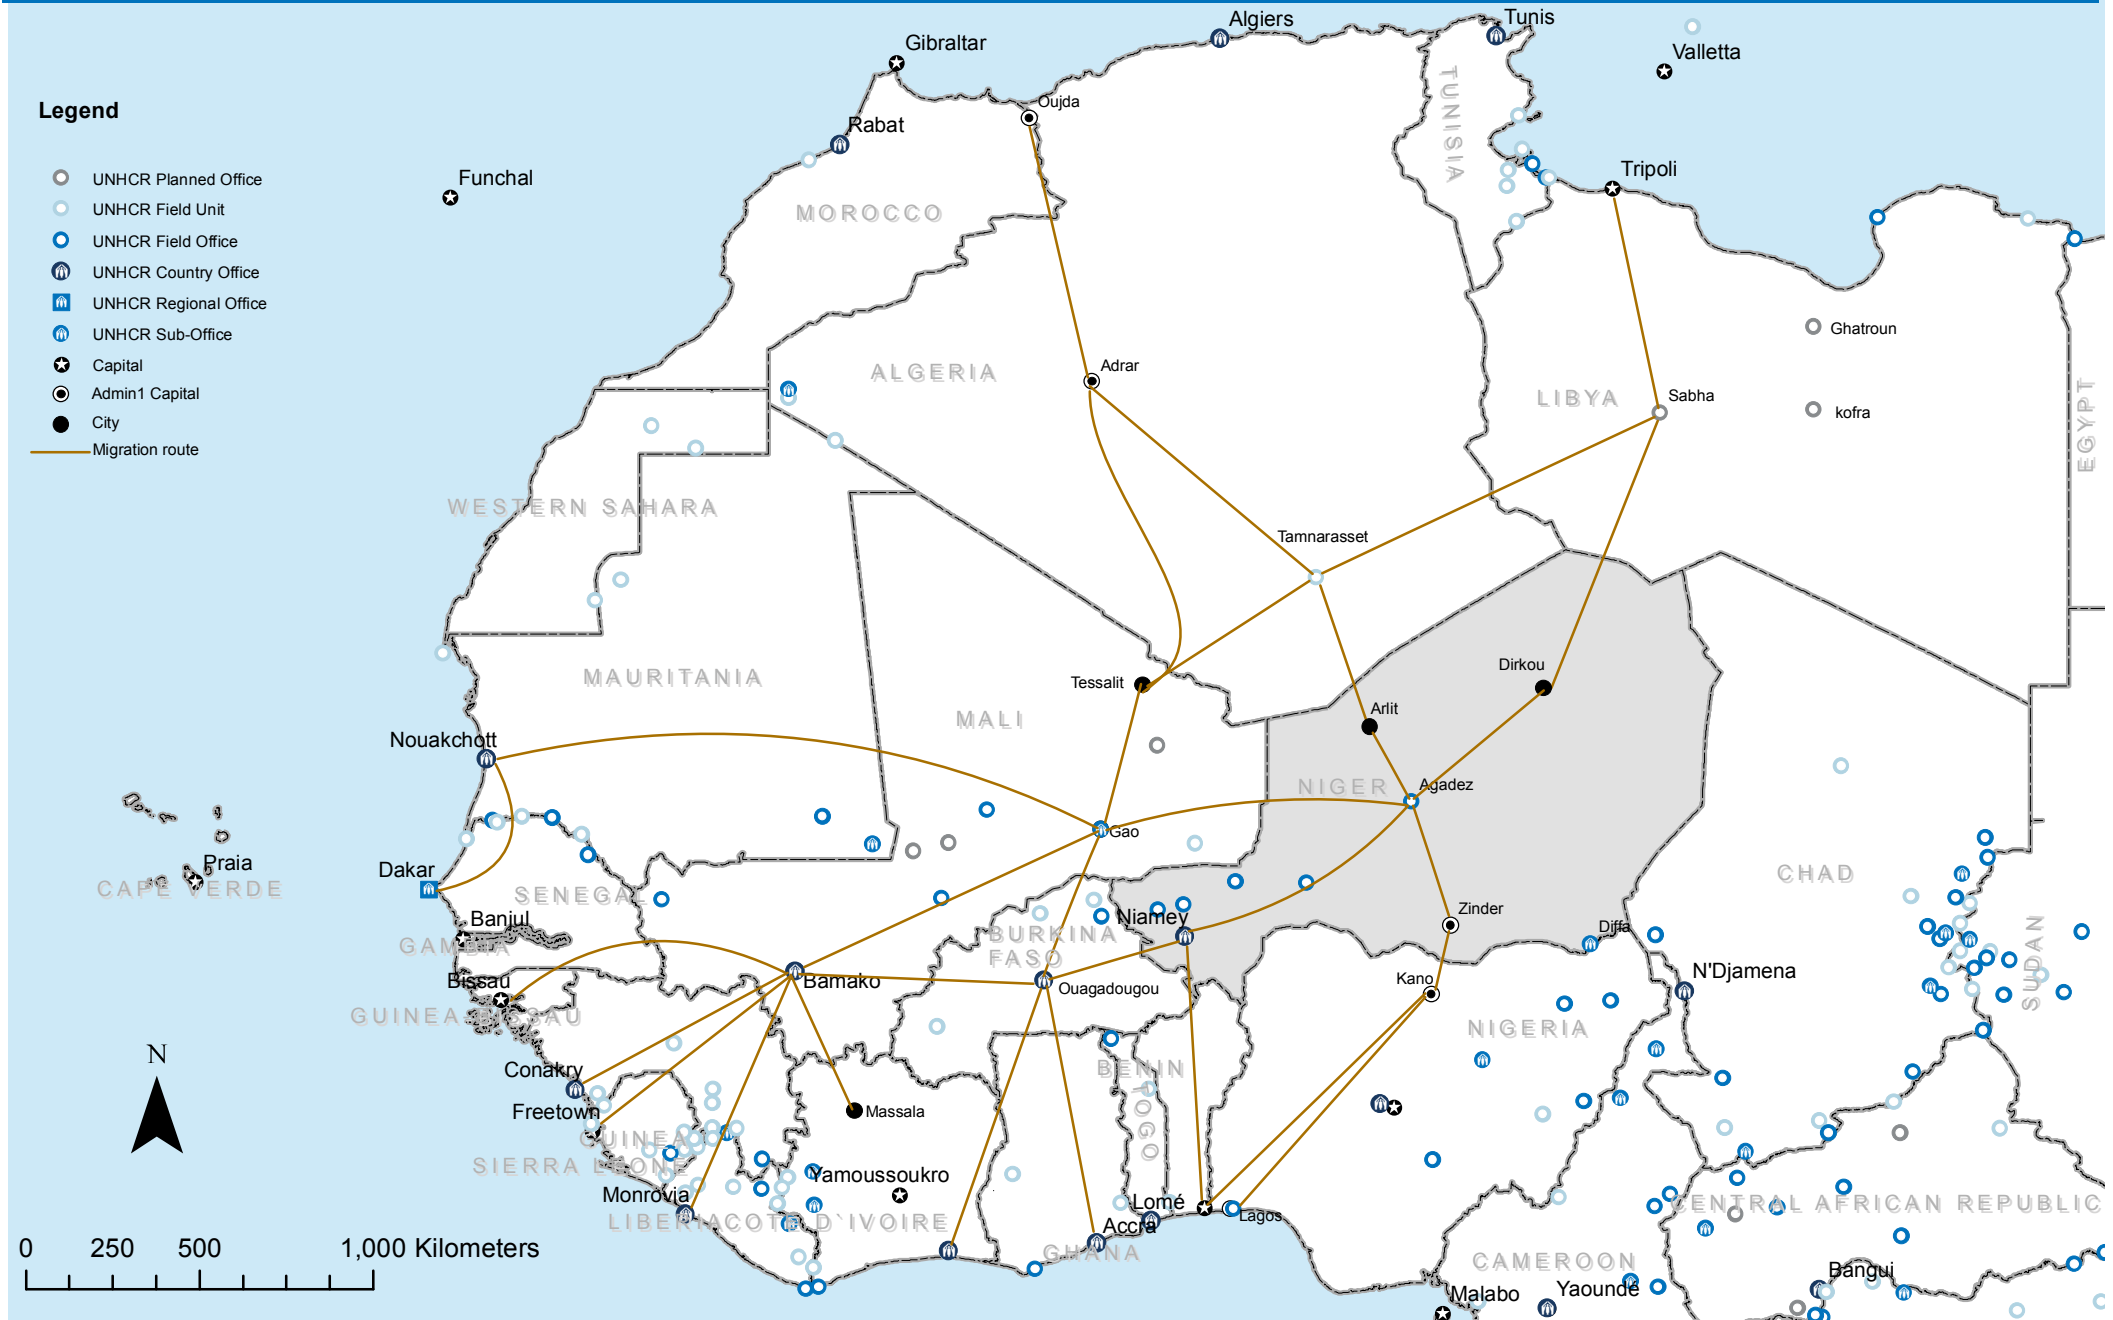 Algiers
Tunis
Gibraltar
Valletta
Legend
Oujda
TUNISIA
Rabat
Tripoli
UNHCR Planned Office
Funchal
UNHCR Field Unit
MOROCCO
UNHCR Field Office
UNHCR Country Office
UNHCR Regional Office
UNHCR Sub-Office
Ghatroun
Capital
Adrar
ALGERIA
Admin1 Capital
LIBYA
Sabha
kofra
EGYPT
City
Migration route
WESTERN SAHARA
Tamnarasset
Dirkou
MAURITANIA
Tessalit
Arlit
MALI
Nouakchott
NIGER
Agadez
Gao
Praia
Dakar
CHAD
CAPE VERDE
SENEGAL
Zinder
Banjul
Niamey
Diffa
GAMBIA
BURKINA
FASO
SUDAN
Bissau
Bamako
Ouagadougou
Kano
N'Djamena
GUINEA-BISSAU
NIGERIA
N
Conakry
BENIN
Freetown
Massala
TOGO
GUINEA
SIERRA LEONE
Yamoussoukro
Monrovia
Lomé
Lagos
CENTRAL AFRICAN REPUBLIC
LIBERIA
COTE D`IVOIRE
Accra
GHANA
0 250 500 1,000 Kilometers
CAMEROON
Bangui
Malabo
Yaoundé